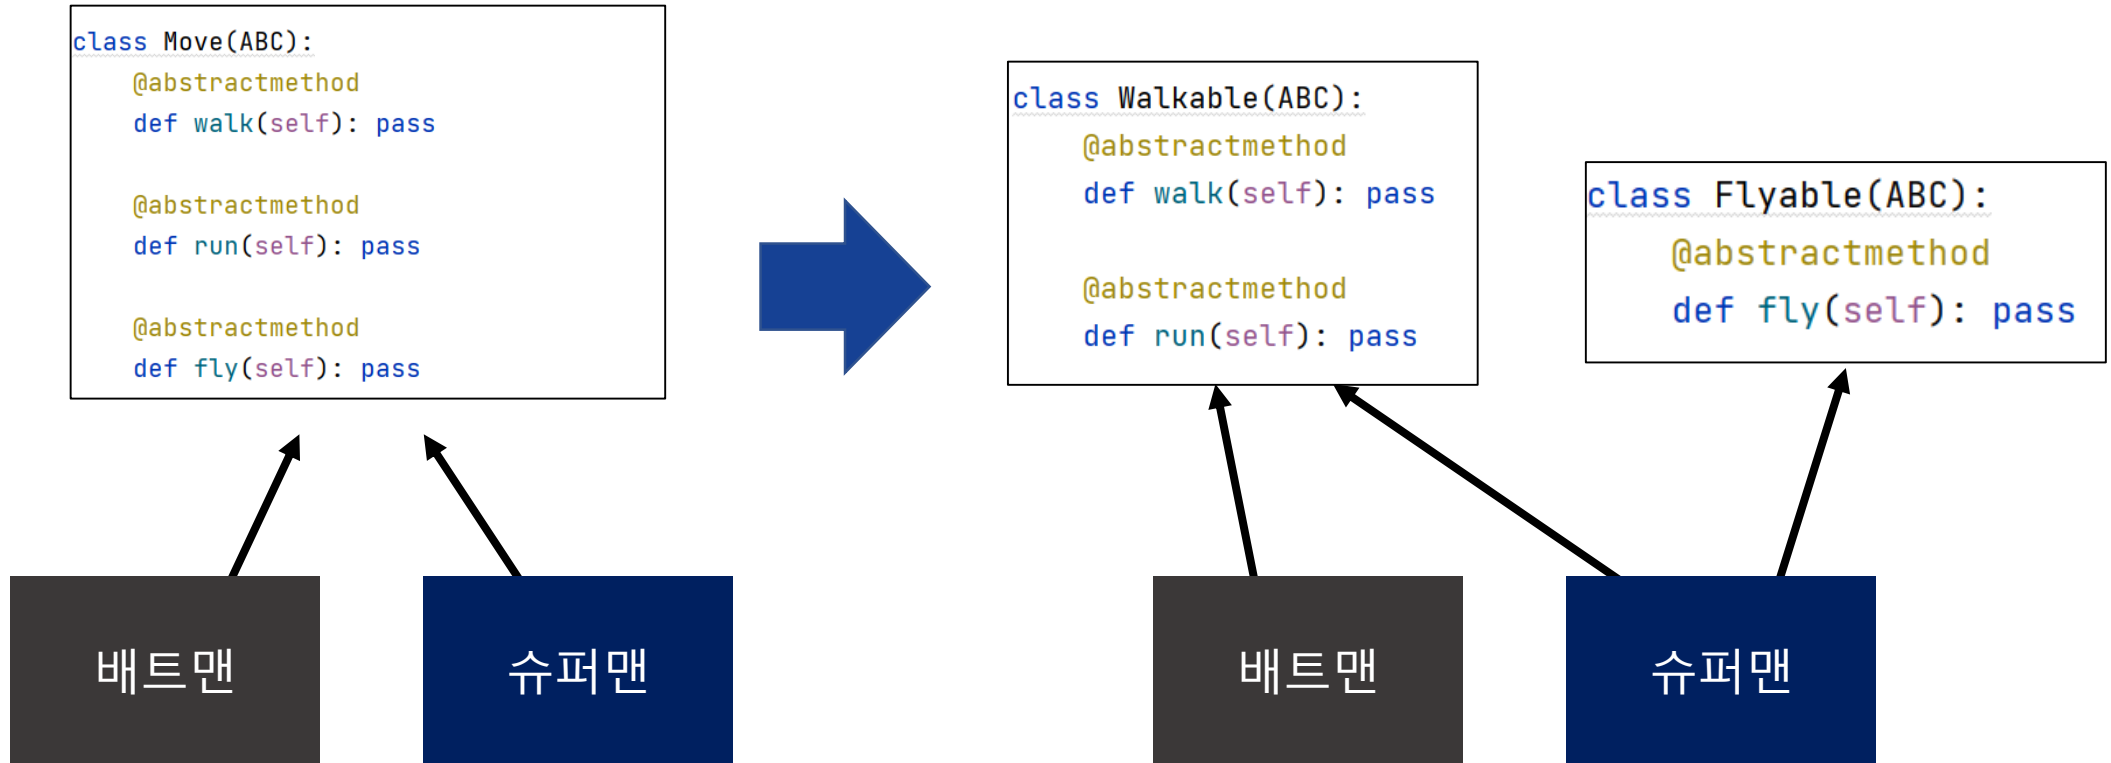 class Move(ABC):
    @abstractmethod
    def walk(self): pass
    @abstractmethod
    def run(self): pass
    @abstractmethod
    def fly(self): pass
배트맨
슈퍼맨
class Walkable(ABC):
    @abstractmethod
    def walk(self): pass
    @abstractmethod
    def run(self): pass
class Flyable(ABC):
    @abstractmethod
    def fly(self): pass
배트맨
슈퍼맨